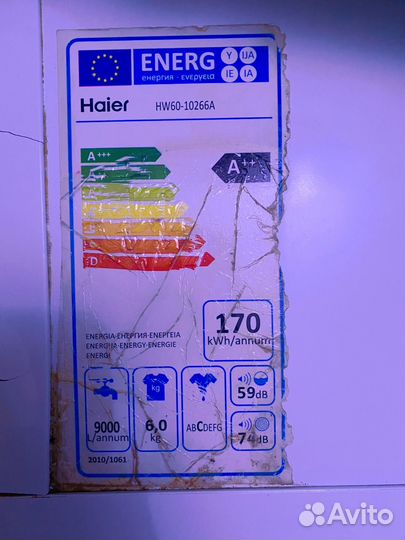 ENERG
енергия · ενεργεια
Y IJA
IE IA
Haier HW60-10266A
A+++
A++
D
170
kWh/annum
ENERGIA·ЕНЕРГИЯ·ΕΝΕΡΓΕΙΑ
ENERGIJA·ENERGY·ENERGIE
ENERGI
kg
59dB
9000
L/annum
6,0
kg
ABCDEFG
74dB
2010/1061
Avito